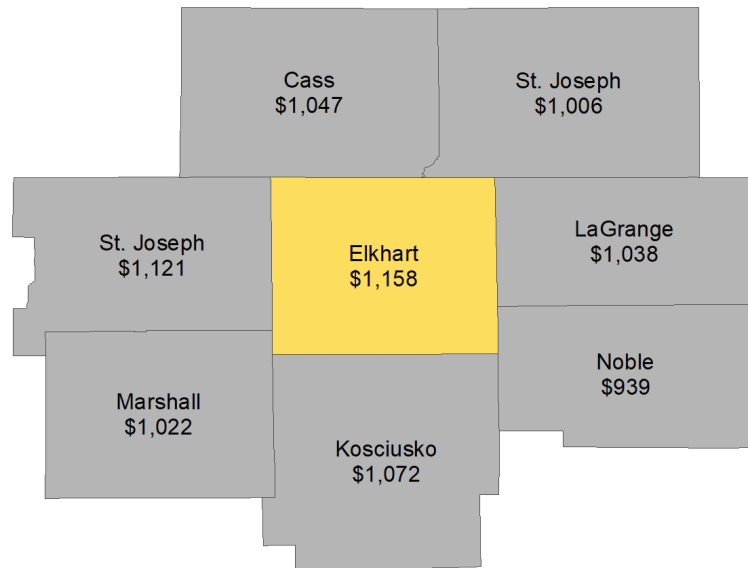 Cass
$1,047
St. Joseph
$1,006
St. Joseph
$1,121
Elkhart
$1,158
LaGrange
$1,038
Noble
$939
Marshall
$1,022
Kosciusko
$1,072